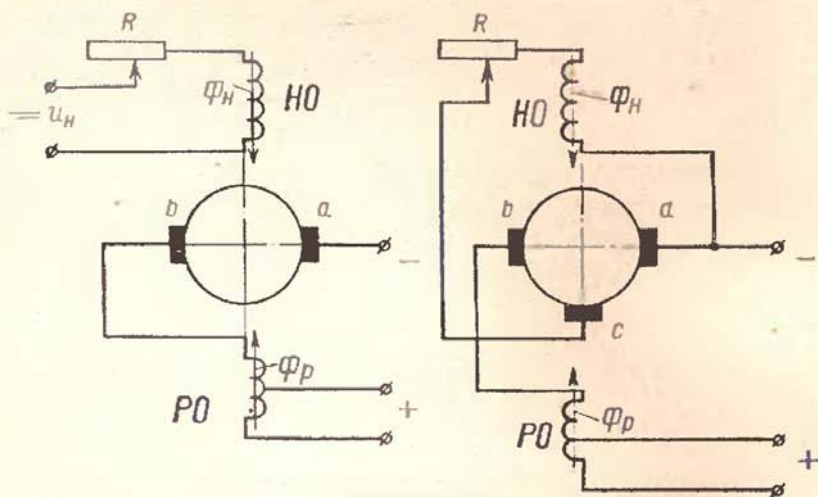 R
Φн
НО
= uн
b
a
−
Φр
РО
+
R
Φн
НО
b
a
−
c
Φр
РО
+